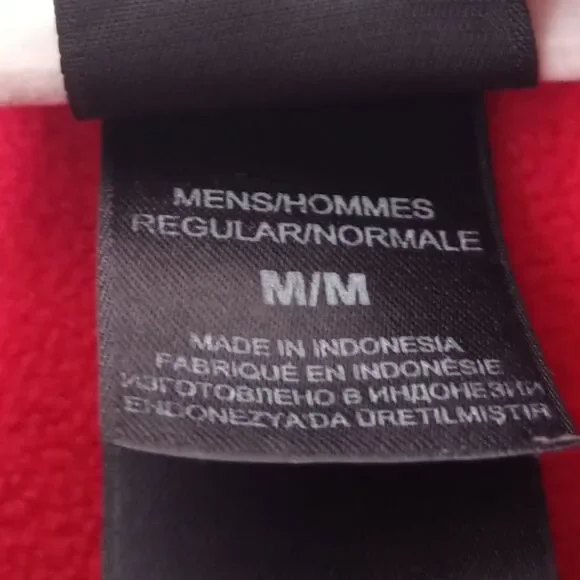 MENS/HOMMES
REGULAR/NORMALE
M/M
MADE IN INDONESIA
FABRIQUÉ EN INDONÉSIE
ИЗГОТОВЛЕНО В ИНДОНЕЗИИ
ENDONEZYA'DA ÜRETİLMİŞTİR